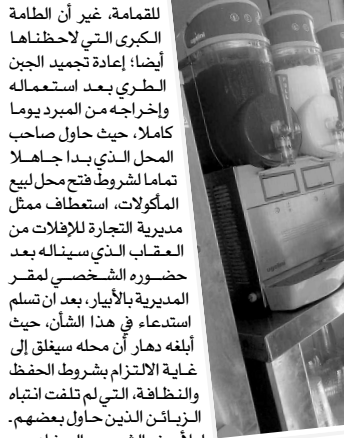 للقمامة، غير أن الطامة
الكبرى التي لاحظناها
أيضا؛ إعادة تجميد الجبن
الطري بعد استعماله
وإخراجه من المبرد يوما
كاملا، حيث حاول صاحب
المحل الذي بدا جاهلا
تماما لشروط فتح محل لبيع
المأكولات، استعطاف ممثل
مديرية التجارة للإفلات من
العقاب الذي سيناله بعد
حضوره الشخصي لمقر
المديرية بالأبيار، بعد ان تسلم
استدعاء في هذا الشأن، حيث
أبلغه دهار أن محله سيغلق إلى
غاية الالتزام بشروط الحفظ
والنظافة، التي لم تلفت انتباه
الزبائن الذين حاول بعضهم-